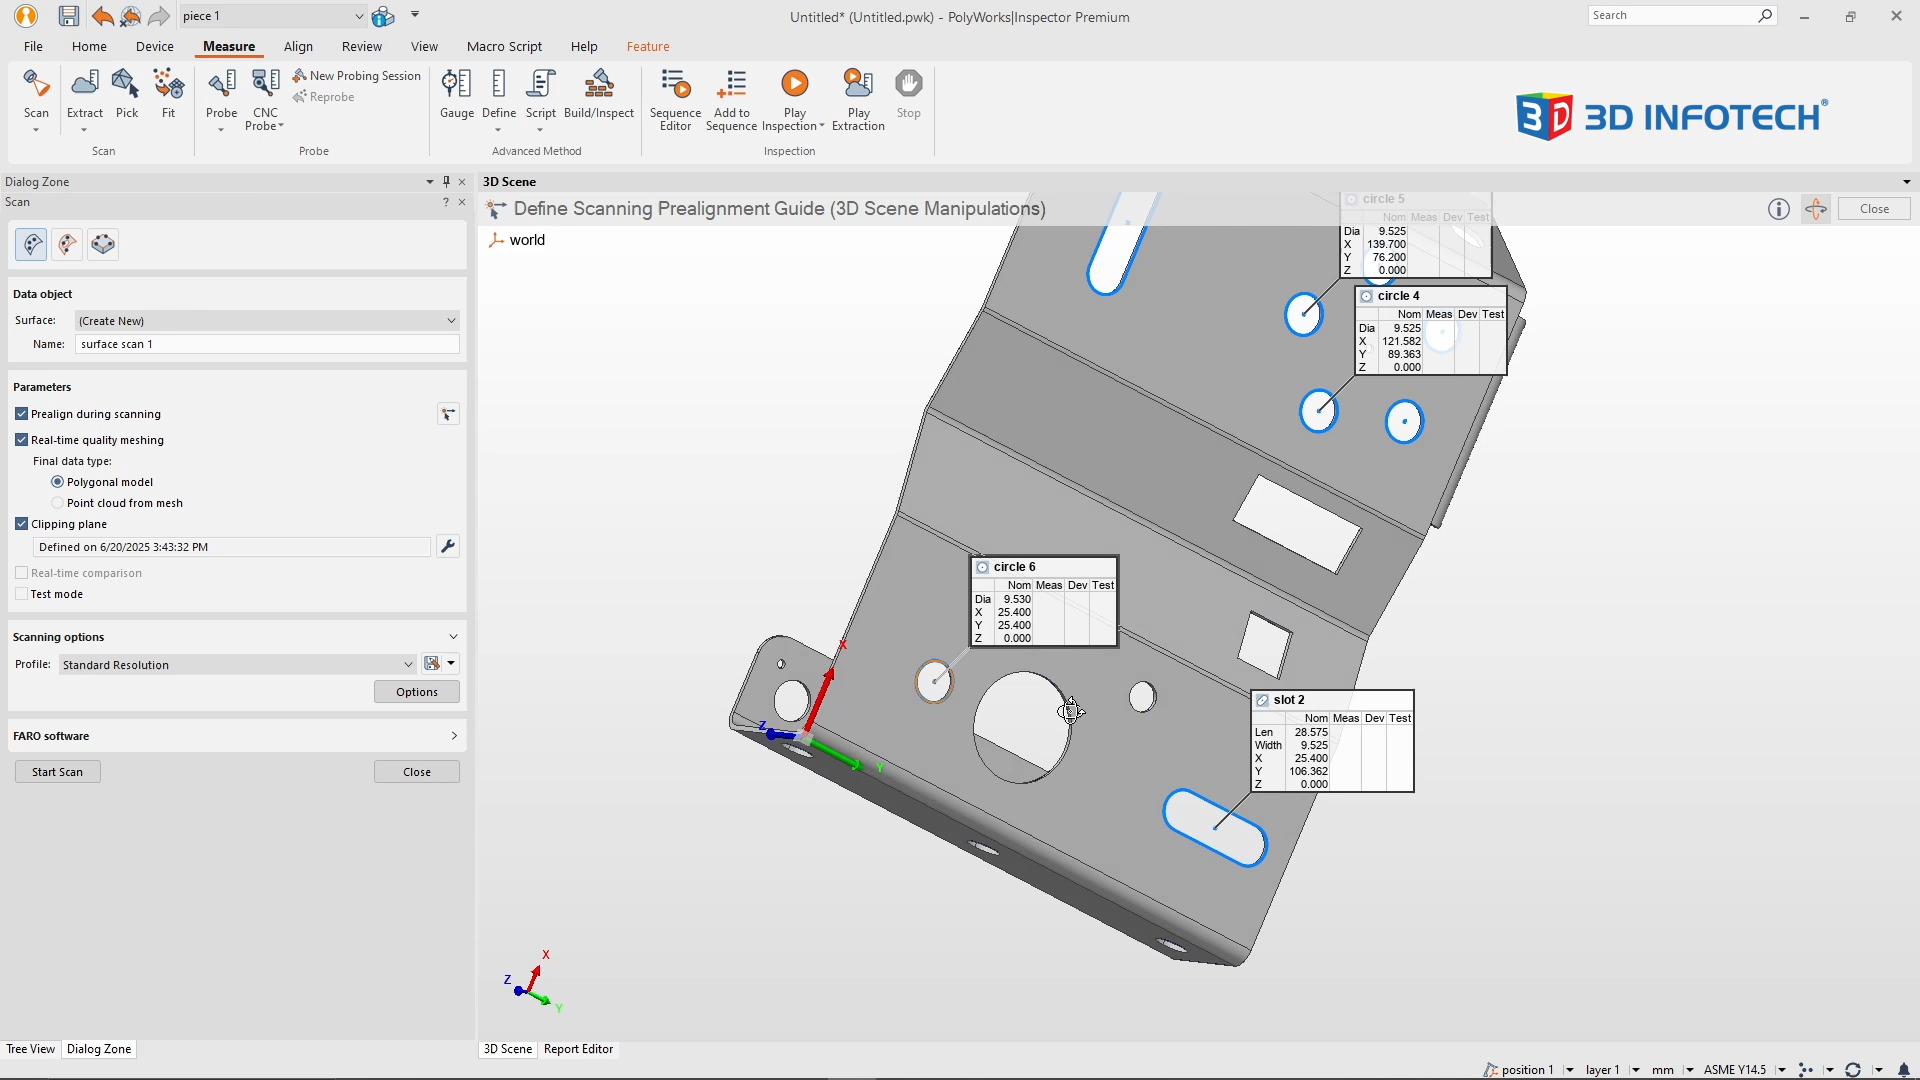 piece 1
Untitled* (Untitled.pwk) - PolyWorks|Inspector Premium
Search
File Home Device Measure Align Review View Macro Script Help Feature
Scan
Extract
Pick
Fit
Scan
Probe
CNC
Probe
New Probing Session
Reprobe
Probe
Gauge
Define
Script
Build/Inspect
Advanced Method
Sequence
Editor
Add to
Sequence
Play
Inspection
Play
Extraction
Stop
Inspection
3D 3D INFOTECH®
Dialog Zone
Scan
?
Data object
Surface: (Create New)
Name: surface scan 1
Parameters
Prealign during scanning
Real-time quality meshing
Final data type:
Polygonal model
Point cloud from mesh
Clipping plane
Defined on 6/20/2025 3:43:32 PM
Real-time comparison
Test mode
Scanning options
Profile: Standard Resolution
Options
FARO software
Start Scan
Close
Tree View
Dialog Zone
3D Scene
Define Scanning Prealignment Guide (3D Scene Manipulations)
Close
world
circle 5
Nom Meas Dev Test
Dia 9.525
X 139.700
Y 76.200
Z 0.000
circle 4
Nom Meas Dev Test
Dia 9.525
X 121.582
Y 89.363
Z 0.000
circle 6
Nom Meas Dev Test
Dia 9.530
X 25.400
Y 25.400
Z 0.000
slot 2
Nom Meas Dev Test
Len 28.575
Width 9.525
X 25.400
Y 106.362
Z 0.000
X
Z
Y
X
Z
Y
3D Scene
Report Editor
position 1
layer 1
mm
ASME Y14.5